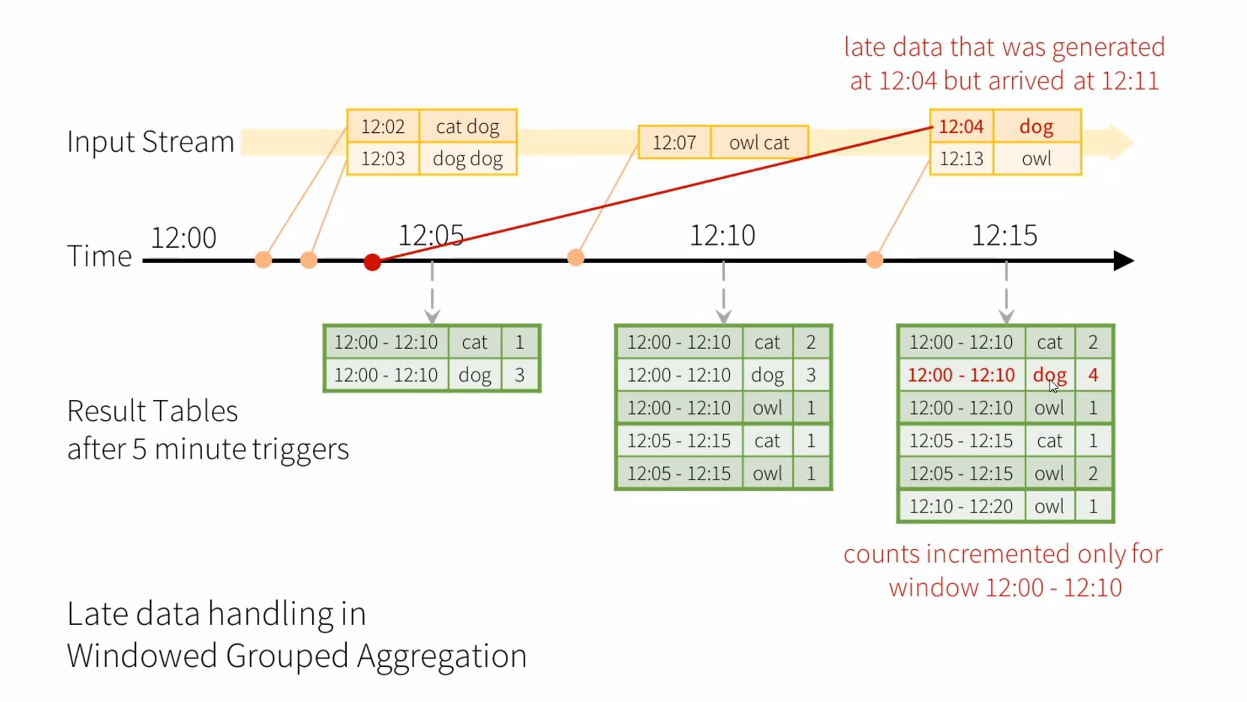 late data that was generated
at 12:04 but arrived at 12:11
Input Stream
12:02 cat dog
12:03 dog dog
12:07 owl cat
12:04 dog
12:13 owl
Time
12:00
12:05
12:10
12:15
12:00 - 12:10 cat 1
12:00 - 12:10 dog 3
12:00 - 12:10 cat 2
12:00 - 12:10 dog 3
12:00 - 12:10 owl 1
12:05 - 12:15 cat 1
12:05 - 12:15 owl 1
12:00 - 12:10 cat 2
12:00 - 12:10 dog 4
12:00 - 12:10 owl 1
12:05 - 12:15 cat 1
12:05 - 12:15 owl 2
12:10 - 12:20 owl 1
Result Tables
after 5 minute triggers
counts incremented only for
window 12:00 - 12:10
Late data handling in
Windowed Grouped Aggregation